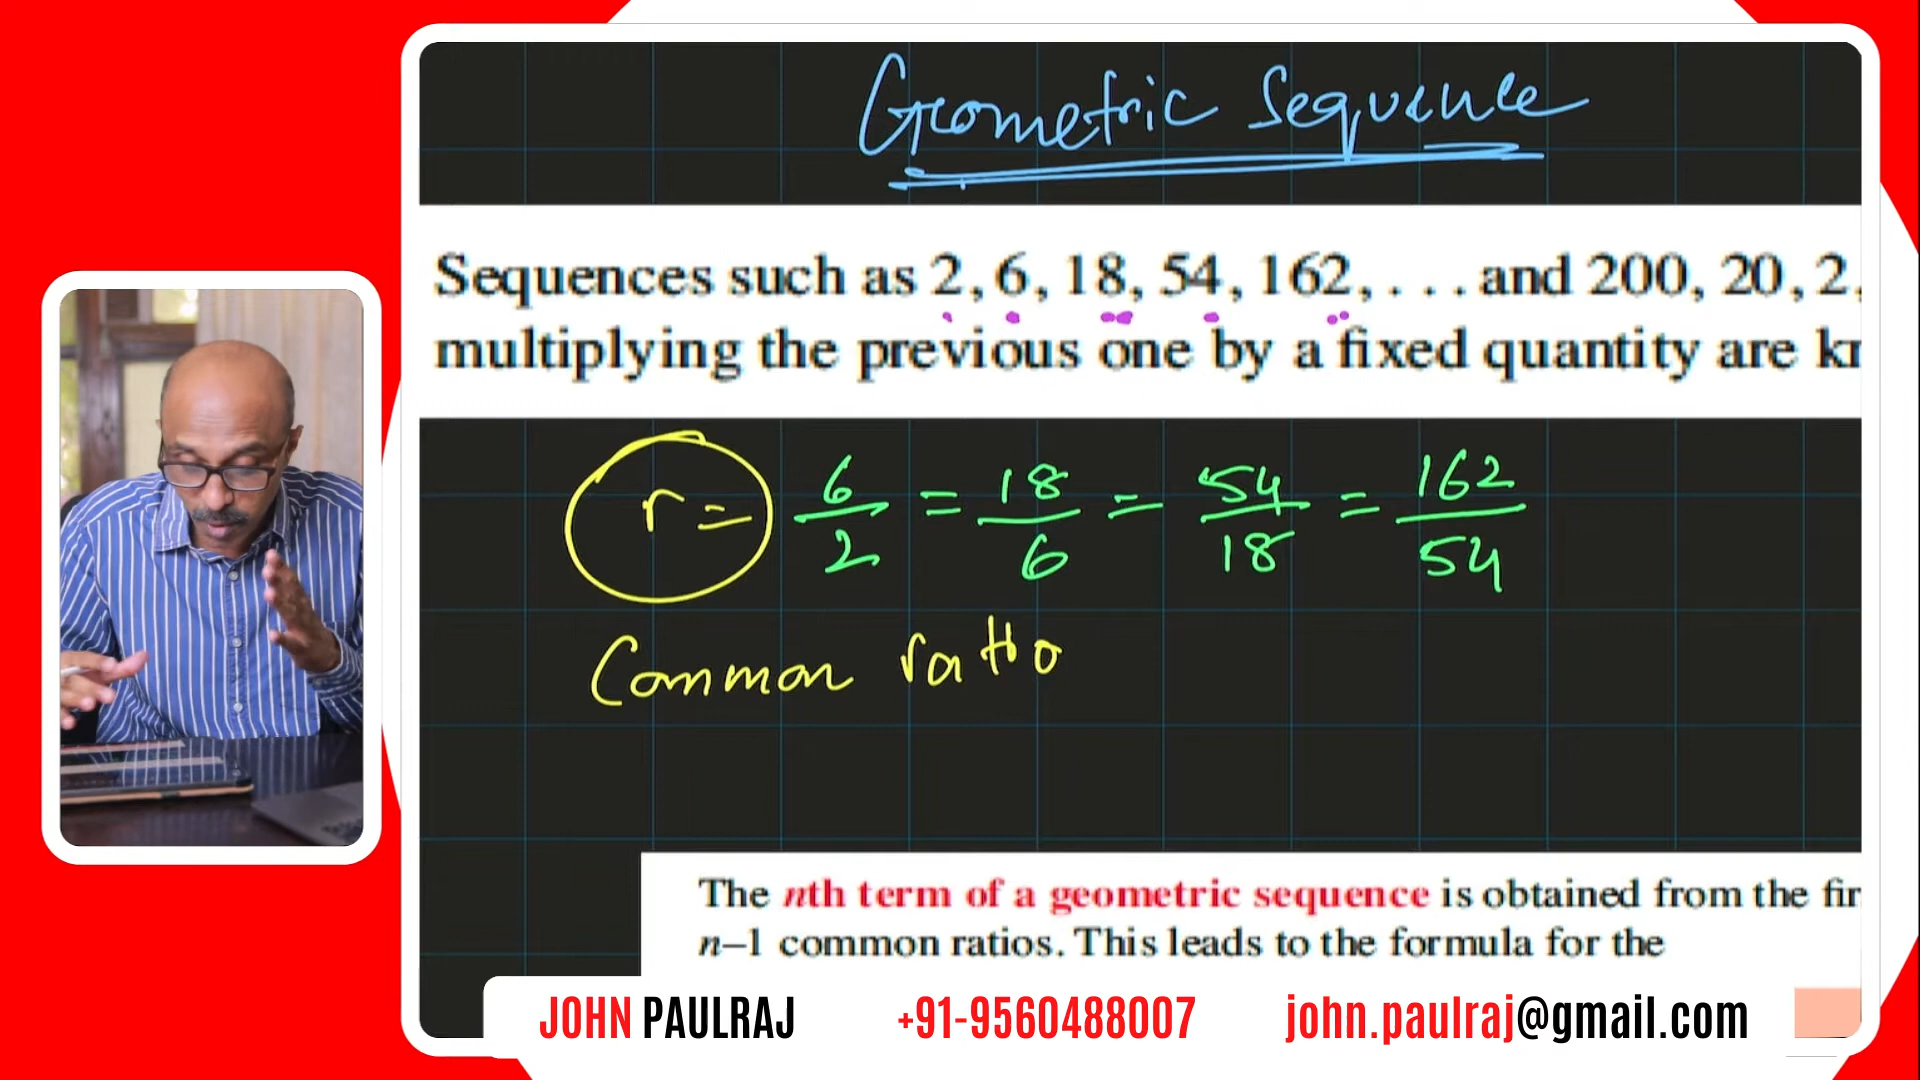 Geometric Sequence
Sequences such as 2, 6, 18, 54, 162, . . . and 200, 20, 2,
multiplying the previous one by a fixed quantity are
r = 6/2 = 18/6 = 54/18 = 162/54
Common ratio
The nth term of a geometric sequence is obtained from the
n–1 common ratios. This leads to the formula for the
JOHN PAULRAJ +91-9560488007 john.paulraj@gmail.com